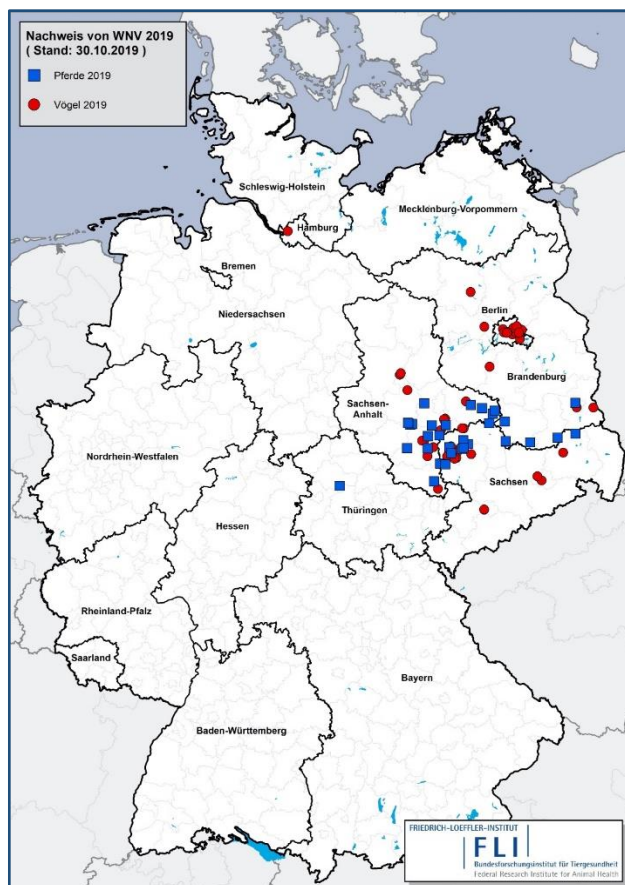 Nachweis von WNV 2019
( Stand: 30.10.2019 )
Pferde 2019
Vögel 2019
Schleswig-Holstein
Mecklenburg-Vorpommern
Hamburg
Bremen
Niedersachsen
Berlin
Brandenburg
Sachsen-
Anhalt
Nordrhein-Westfalen
Sachsen
Thüringen
Hessen
Rheinland-Pfalz
Saarland
Bayern
Baden-Württemberg
FRIEDRICH-LOEFFLER-INSTITUT
FLI
Bundesforschungsinstitut für Tiergesundheit
Federal Research Institute for Animal Health